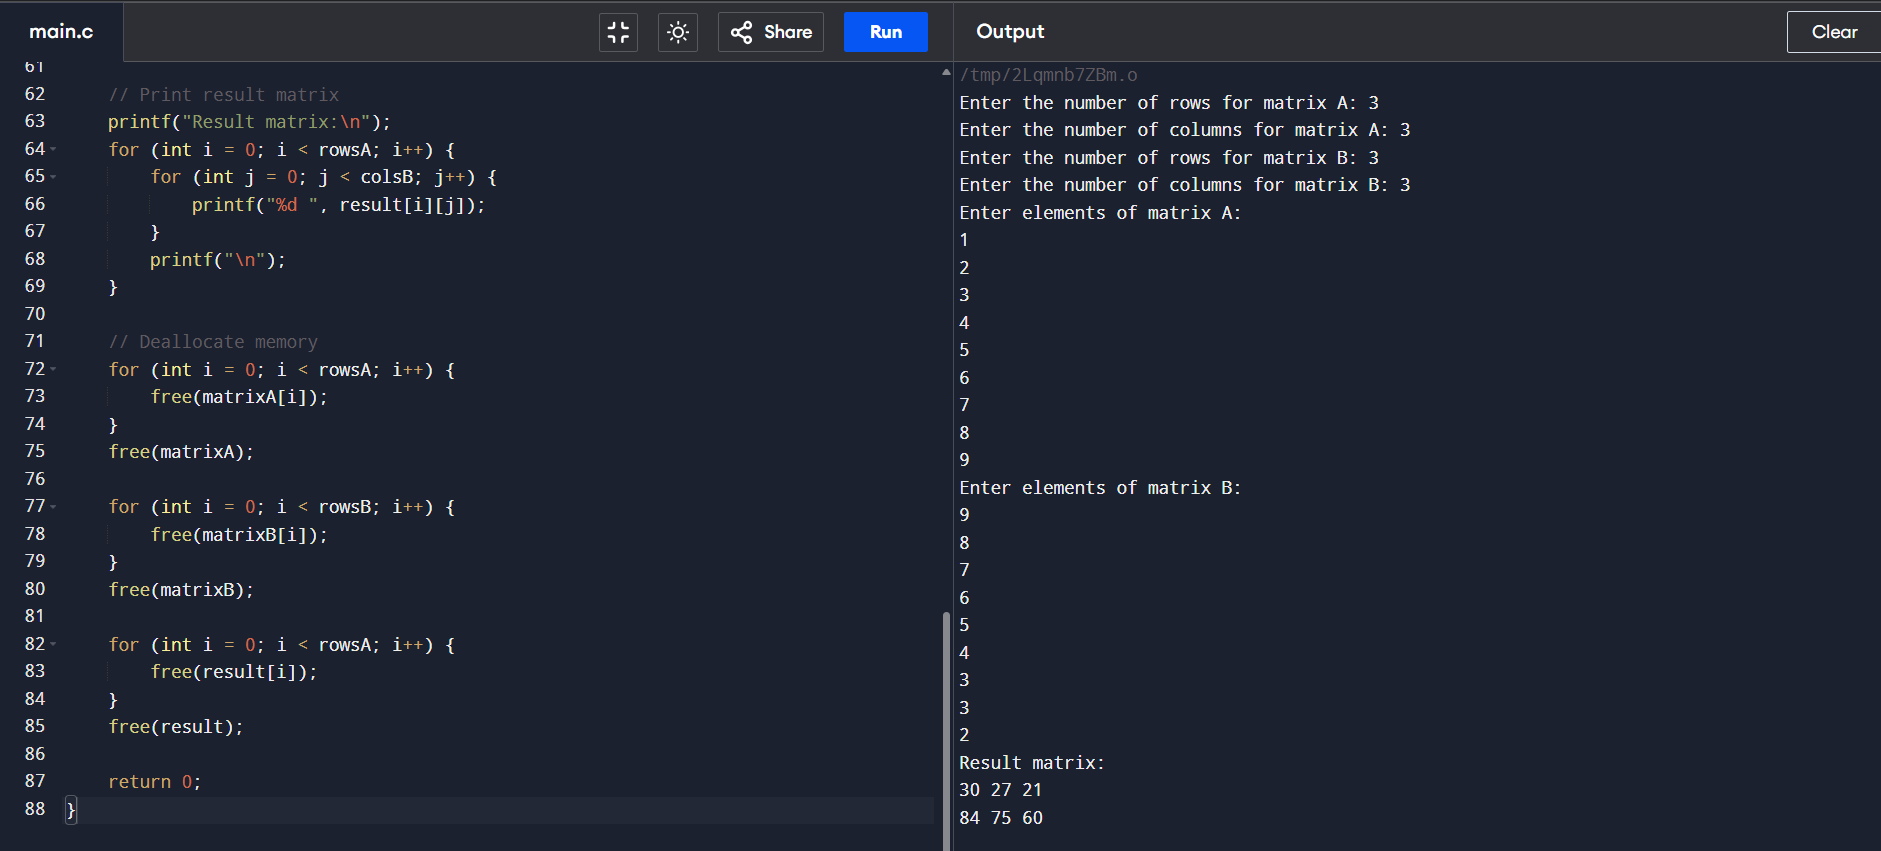 main.c
Share
Run
61
62 // Print result matrix
63 printf("Result matrix:\n");
64 for (int i = 0; i < rowsA; i++) {
65 for (int j = 0; j < colsB; j++) {
66 printf("%d ", result[i][j]);
67 }
68 printf("\n");
69 }
70
71 // Deallocate memory
72 for (int i = 0; i < rowsA; i++) {
73 free(matrixA[i]);
74 }
75 free(matrixA);
76
77 for (int i = 0; i < rowsB; i++) {
78 free(matrixB[i]);
79 }
80 free(matrixB);
81
82 for (int i = 0; i < rowsA; i++) {
83 free(result[i]);
84 }
85 free(result);
86
87 return 0;
88 }
Output
Clear
/tmp/2Lqmnb7ZBm.o
Enter the number of rows for matrix A: 3
Enter the number of columns for matrix A: 3
Enter the number of rows for matrix B: 3
Enter the number of columns for matrix B: 3
Enter elements of matrix A:
1
2
3
4
5
6
7
8
9
Enter elements of matrix B:
9
8
7
6
5
4
3
3
2
Result matrix:
30 27 21
84 75 60